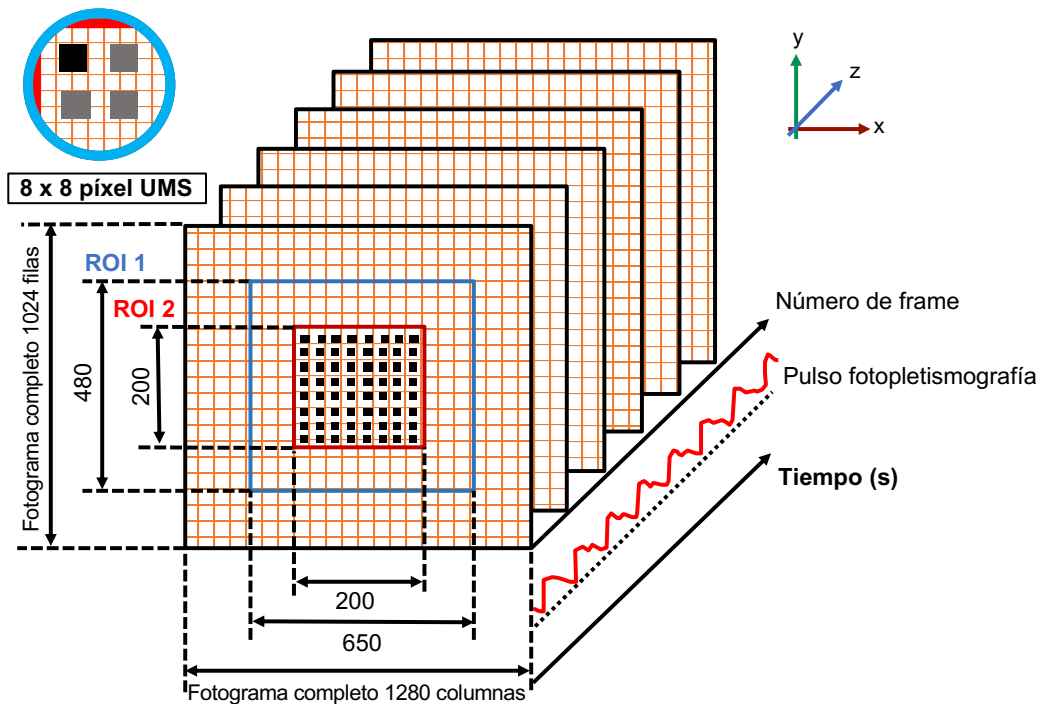 y
z
x
8 x 8 píxel UMS
Fotograma completo 1024 filas
ROI 1
480
ROI 2
200
Número de frame
Pulso fotopletismografía
Tiempo (s)
200
650
Fotograma completo 1280 columnas